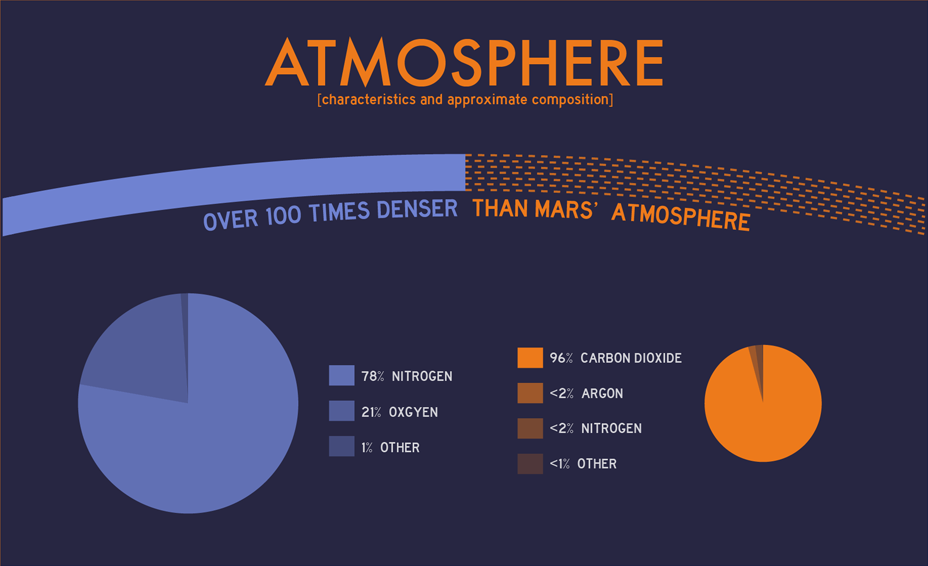 ATMOSPHERE
[characteristics and approximate composition]
OVER 100 TIMES DENSER THAN MARS' ATMOSPHERE
78% NITROGEN
21% OXGYEN
1% OTHER
96% CARBON DIOXIDE
<2% ARGON
<2% NITROGEN
<1% OTHER